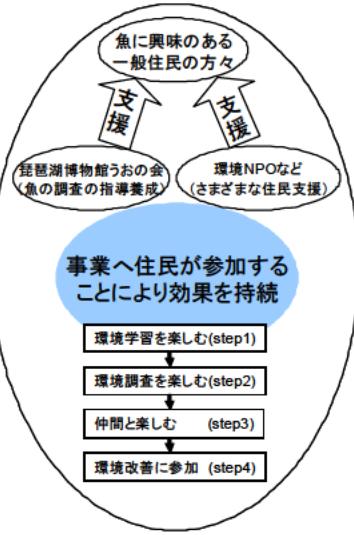 魚に興味のある
一般住民の方々
支援
支援
琵琶湖博物館うおの会
(魚の調査の指導養成)
環境NPOなど
(さまざまな住民支援)
事業へ住民が参加する
ことにより効果を持続
環境学習を楽しむ(step1)
環境調査を楽しむ(step2)
仲間と楽しむ (step3)
環境改善に参加 (step4)